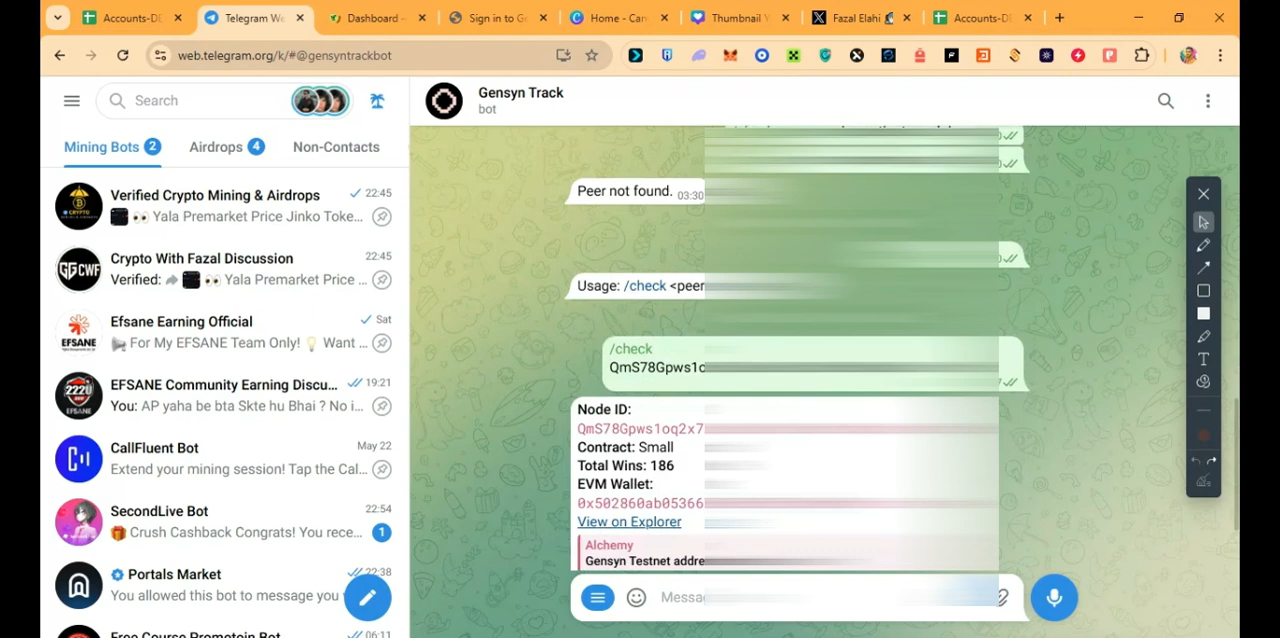 Accounts-DE
Telegram We
Dashboard –
Sign in to Go
Home - Can
Thumbnail
Fazal Elahi
Accounts-DE
web.telegram.org/k/#@gensyntrackbot
Search
Gensyn Track
bot
Mining Bots 2
Airdrops 4
Non-Contacts
Verified Crypto Mining & Airdrops
22:45
Yala Premarket Price Jinko Toke...
Crypto With Fazal Discussion
22:45
Verified: Yala Premarket Price ...
Efsane Earning Official
Sat
For My EFSANE Team Only! Want ...
EFSANE Community Earning Discu...
19:21
You: AP yaha be bta Skte hu Bhai ? No i...
CallFluent Bot
May 22
Extend your mining session! Tap the Cal...
SecondLive Bot
22:54
Crush Cashback Congrats! You rece...
1
Portals Market
22:38
You allowed this bot to message you
Free Course Promotein Bot
06:11
Peer not found. 03:30
Usage: /check <peer
/check
QmS78Gpws1o
Node ID:
QmS78Gpws1oq2x7
Contract: Small
Total Wins: 186
EVM Wallet:
0x502860ab05366
View on Explorer
Alchemy
Gensyn Testnet addre
Messa